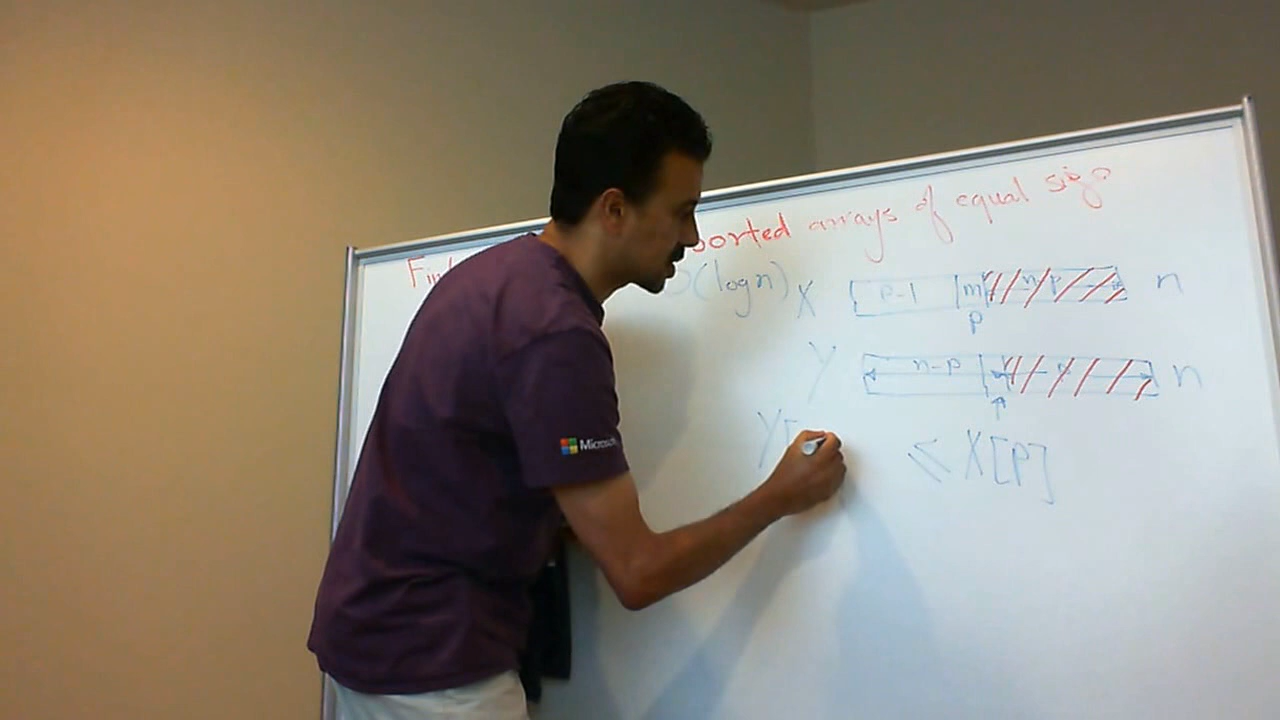 sorted arrays of equal size
(log n) X p-1 m n-p n
p
Y n-p n
Y[ ≤ X[p]
Microsoft